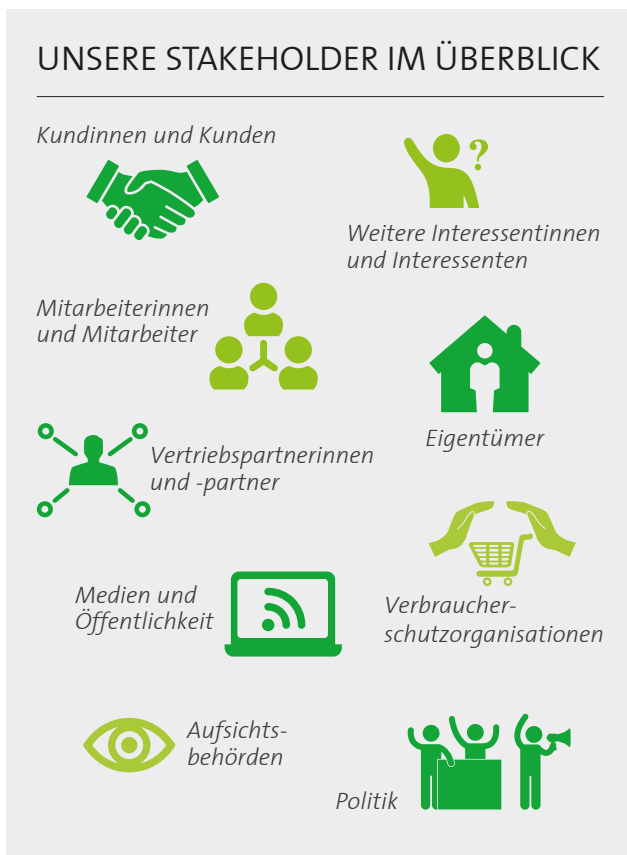 UNSERE STAKEHOLDER IM ÜBERBLICK
Kundinnen und Kunden
?
Weitere Interessentinnen
und Interessenten
Mitarbeiterinnen
und Mitarbeiter
Eigentümer
Vertriebspartnerinnen
und -partner
Medien und
Öffentlichkeit
Verbraucher-
schutzorganisationen
Aufsichts-
behörden
Politik